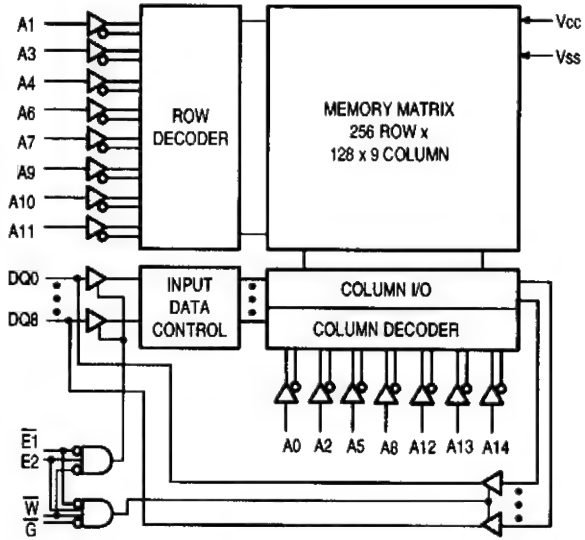 A1
A3
A4
A6
A7
A9
A10
A11
ROW
DECODER
MEMORY MATRIX
256 ROW x
128 x 9 COLUMN
Vcc
Vss
DQ0
DQ8
INPUT
DATA
CONTROL
COLUMN I/O
COLUMN DECODER
A0 A2 A5 A8 A12 A13 A14
E1
E2
W
G